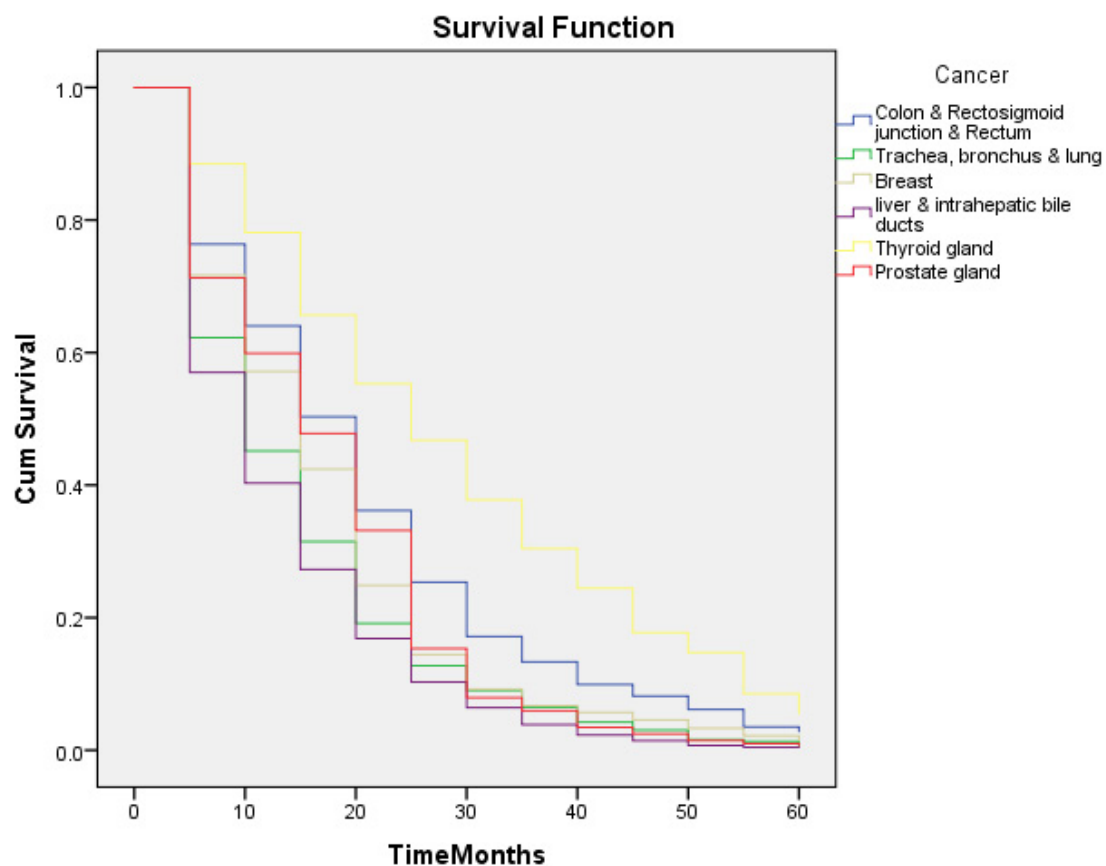 Survival Function
Cancer
Colon & Rectosigmoid
junction & Rectum
Trachea, bronchus & lung
Breast
liver & intrahepatic bile
ducts
Thyroid gland
Prostate gland
Cum Survival
1.0
0.8
0.6
0.4
0.2
0.0
0 10 20 30 40 50 60
TimeMonths